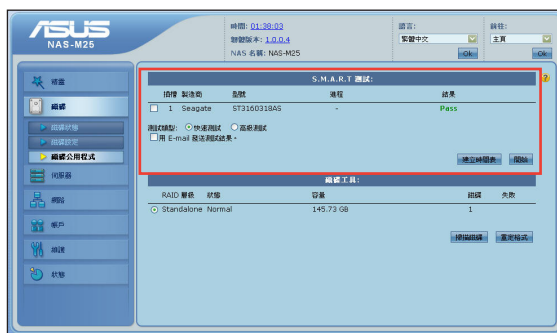 ASUS
NAS-M25
時間: 01:38:03
韌體版本: 1.0.0.4
NAS 名稱: NAS-M25
語言:
繁體中文
Ok
前往:
主頁
Ok
精靈
磁碟
磁碟狀態
磁碟設定
磁碟公用程式
伺服器
網路
帳戶
維護
狀態
S.M.A.R.T 測試:
插槽 製造商 型號 進程 結果
1 Seagate ST3160318AS - Pass
測試類型: 快速測試 高級測試
用 E-mail 發送測試結果。
建立時間表 開始
磁碟工具:
RAID 層級 狀態 容量 磁碟 失敗
Standalone Normal 145.73 GB 1
掃描磁碟 重定格式